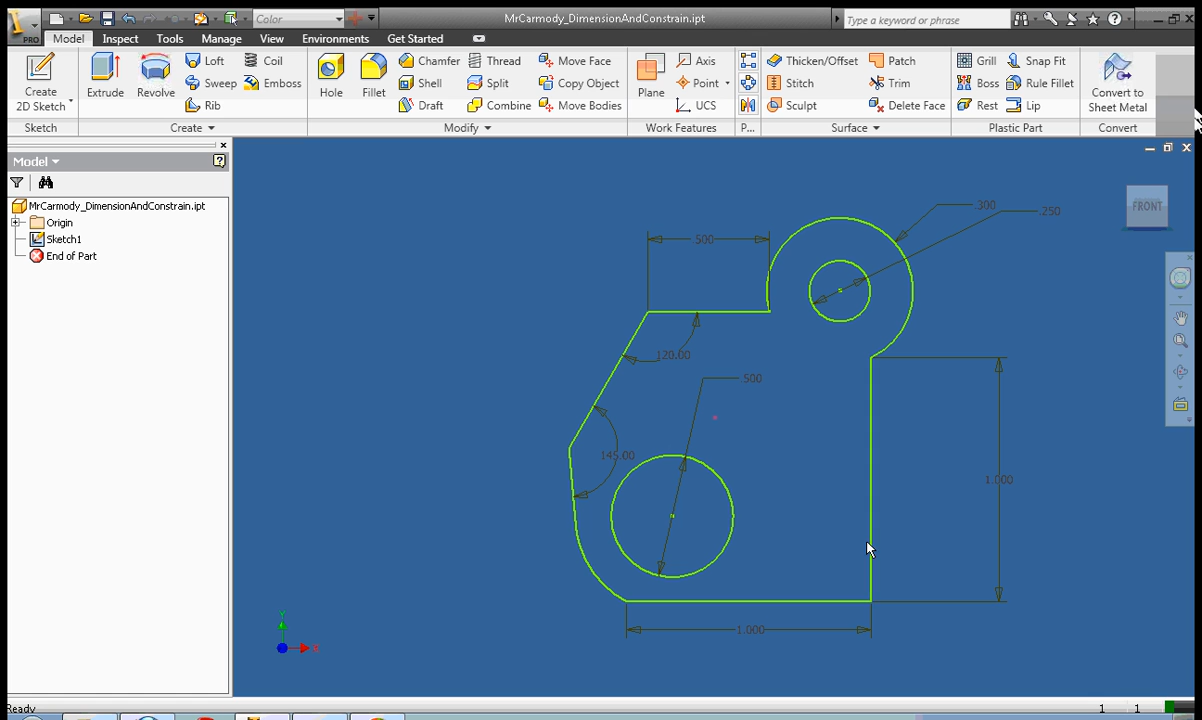 MrCarmody_DimensionAndConstrain.ipt
Color
Type a keyword or phrase
PRO
Model Inspect Tools Manage View Environments Get Started
Create 2D Sketch
Extrude
Revolve
Loft
Sweep
Rib
Coil
Emboss
Hole
Fillet
Chamfer
Shell
Draft
Thread
Split
Combine
Move Face
Copy Object
Move Bodies
Plane
Axis
Point
UCS
Thicken/Offset
Stitch
Sculpt
Patch
Trim
Delete Face
Grill
Boss
Rest
Snap Fit
Rule Fillet
Lip
Convert to Sheet Metal
Sketch Create Modify Work Features P... Surface Plastic Part Convert
Model
MrCarmody_DimensionAndConstrain.ipt
Origin
Sketch1
End of Part
FRONT
.300
.250
.500
120.00
.500
145.00
1.000
1.000
Y
X
Ready
1 1